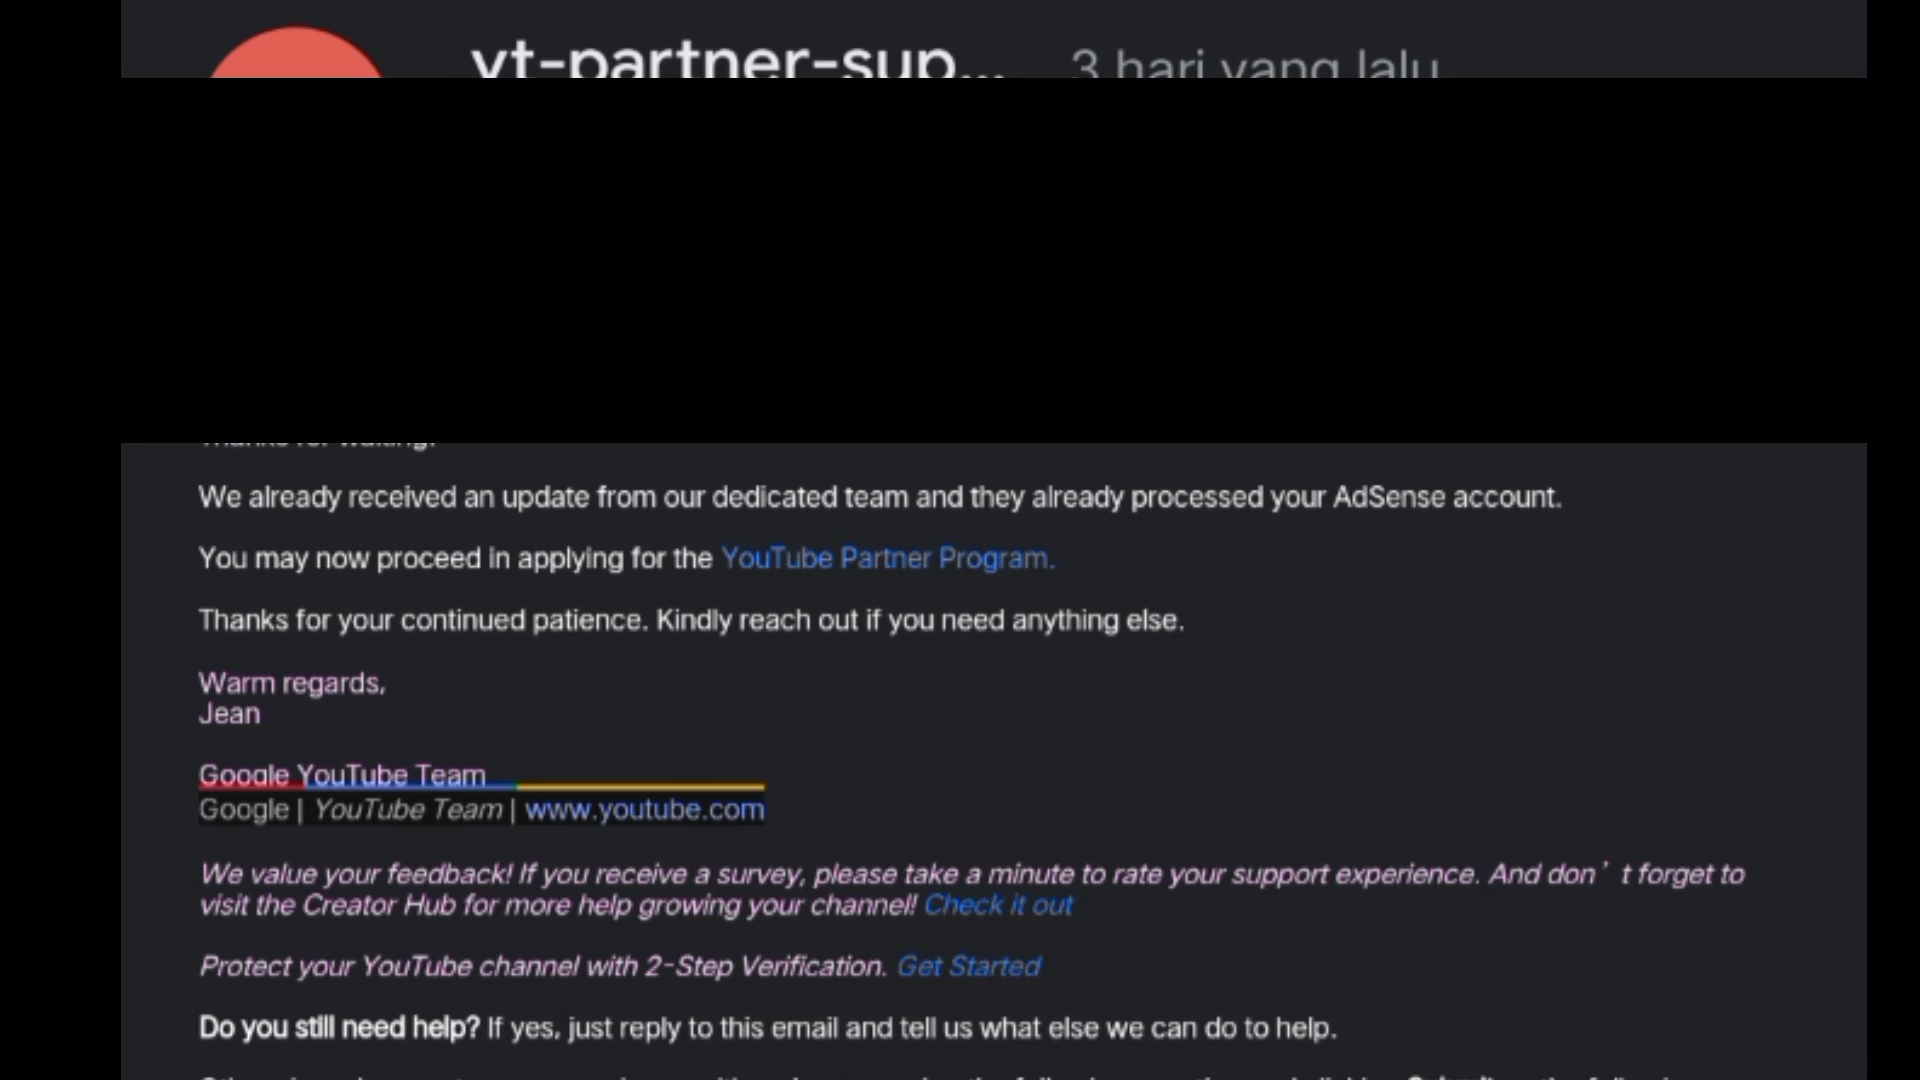 yt-partner-sup... 3 hari yang lalu
Thanks for waiting!
We already received an update from our dedicated team and they already processed your AdSense account.
You may now proceed in applying for the YouTube Partner Program.
Thanks for your continued patience. Kindly reach out if you need anything else.
Warm regards,
Jean
Google YouTube Team
Google | YouTube Team | www.youtube.com
We value your feedback! If you receive a survey, please take a minute to rate your support experience. And don’t forget to
visit the Creator Hub for more help growing your channel! Check it out
Protect your YouTube channel with 2-Step Verification. Get Started
Do you still need help? If yes, just reply to this email and tell us what else we can do to help.